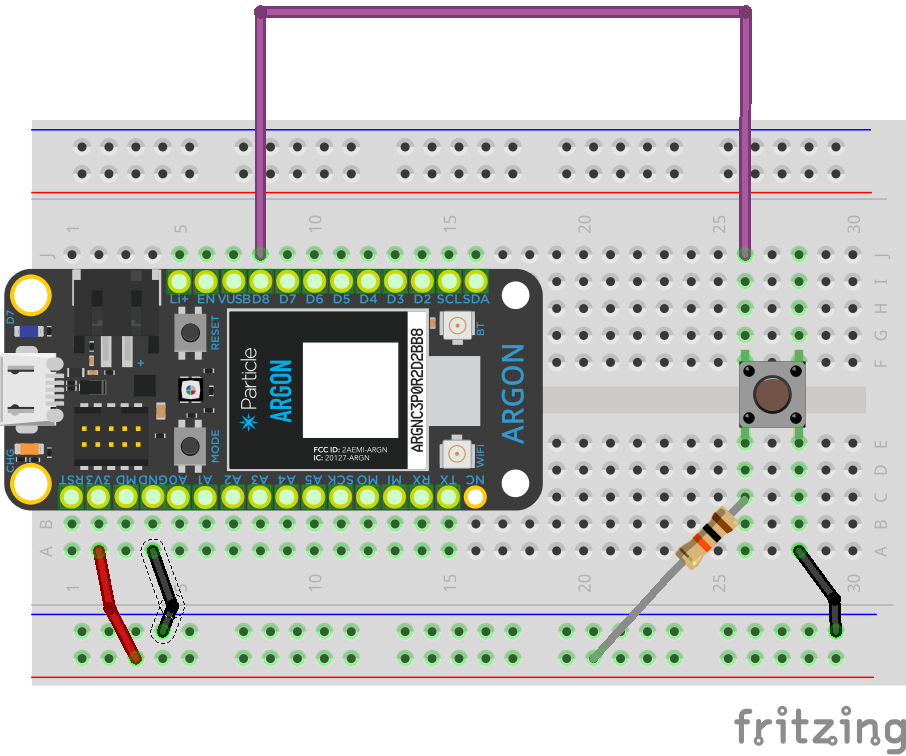 1 5 10 15 20 25 30
J J
Li+ EN VUSB D8 D7 D6 D5 D4 D3 D2 SCL SDA
I
H
D7 RESET BT
G
Particle
ARGON
ARGNC3P0R2D2BB8
ARGON
F
+
E
CHG MODE WiFi
FCC ID: 2AEMI-ARGN
IC: 20127-ARGN
D
RST 3V3 MD GND A0 A1 A2 A3 A4 A5 SCK MO MI RX TX NC
C
B B
A A
1 5 10 15 20 25 30
fritzing